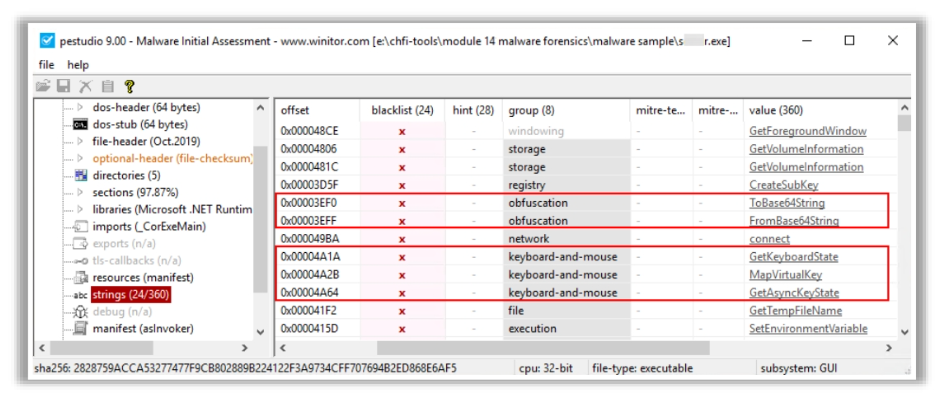 pestudio 9.00 - Malware Initial Assessment - www.winitor.com [e:\chfi-tools\module 14 malware forensics\malware sample\s r.exe]
file help
dos-header (64 bytes)
dos-stub (64 bytes)
file-header (Oct.2019)
optional-header (file-checksum)
directories (5)
sections (97.87%)
libraries (Microsoft .NET Runtim
imports (_CorExeMain)
exports (n/a)
tls-callbacks (n/a)
resources (manifest)
abc strings (24/360)
debug (n/a)
manifest (asInvoker)
offset blacklist (24) hint (28) group (8) mitre-te... mitre-... value (360)
0x000048CE x - windowing - - GetForegroundWindow
0x00004806 x - storage - - GetVolumeInformation
0x0000481C x - storage - - GetVolumeInformation
0x00003D5F x - registry - - CreateSubKey
0x00003EF0 x - obfuscation - - ToBase64String
0x00003EFF x - obfuscation - - FromBase64String
0x000049BA x - network - - connect
0x00004A1A x - keyboard-and-mouse - - GetKeyboardState
0x00004A2B x - keyboard-and-mouse - - MapVirtualKey
0x00004A64 x - keyboard-and-mouse - - GetAsyncKeyState
0x000041F2 x - file - - GetTempFileName
0x0000415D x - execution - - SetEnvironmentVariable
sha256: 2828759ACCA53277477F9CB802889B224122F3A9734CFF707694B2ED868E6AF5 cpu: 32-bit file-type: executable subsystem: GUI